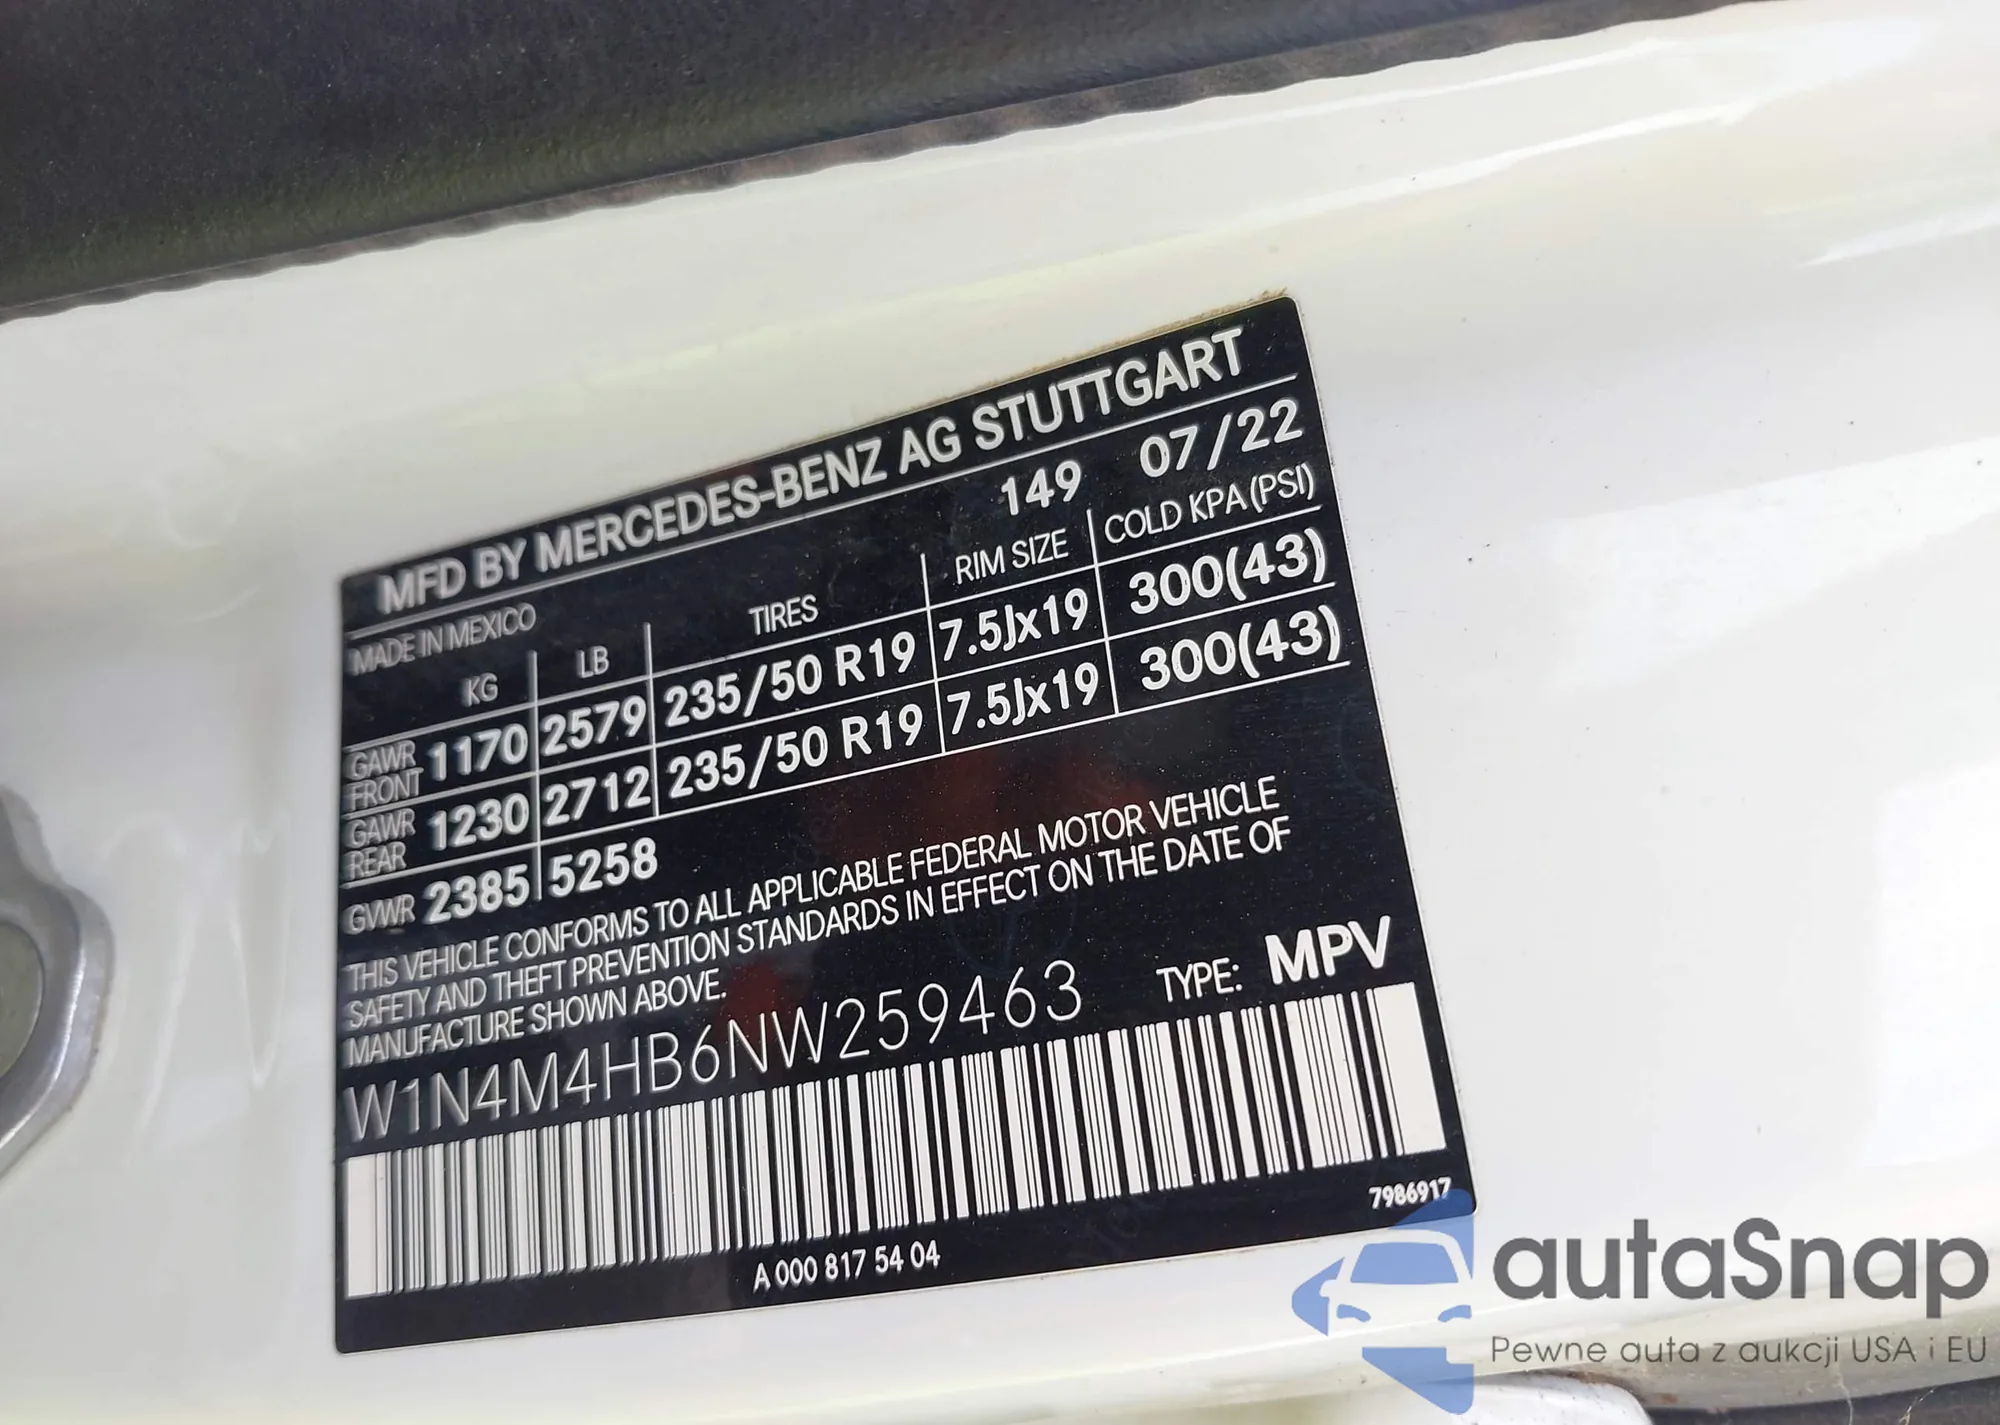 MFD BY MERCEDES-BENZ AG STUTTGART
MADE IN MEXICO 149 07/22
KG LB TIRES RIM SIZE COLD KPA (PSI)
GAWR FRONT 1170 2579 235/50 R19 7.5Jx19 300(43)
GAWR REAR 1230 2712 235/50 R19 7.5Jx19 300(43)
GVWR 2385 5258
THIS VEHICLE CONFORMS TO ALL APPLICABLE FEDERAL MOTOR VEHICLE
SAFETY AND THEFT PREVENTION STANDARDS IN EFFECT ON THE DATE OF
MANUFACTURE SHOWN ABOVE.
W1N4M4HB6NW259463 TYPE: MPV
7986917
A 000 817 54 04
autaSnap
Pewne auta z aukcji USA i EU